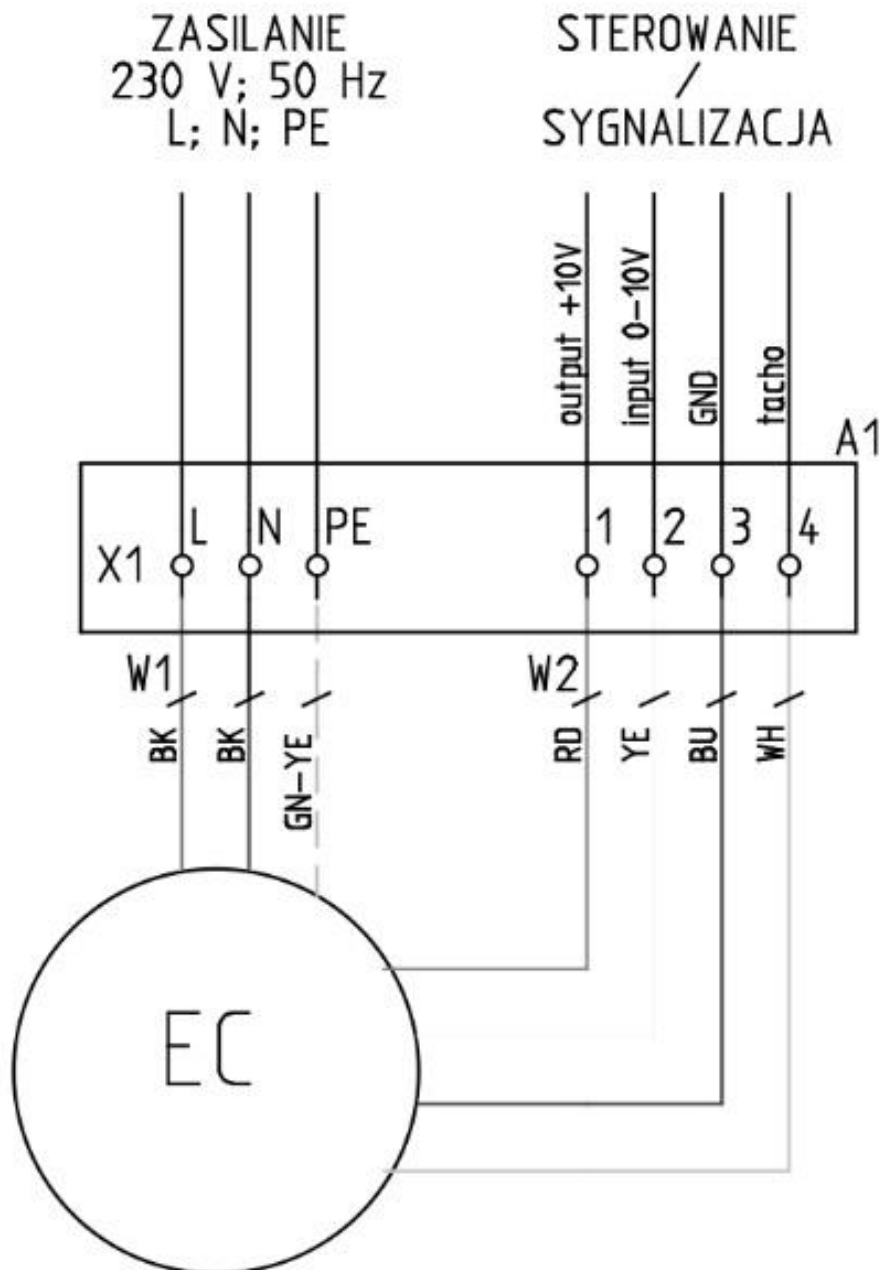 ZASILANIE
230 V; 50 Hz
L; N; PE
STEROWANIE
/
SYGNALIZACJA
output +10V
input 0-10V
GND
tacho
A1
X1
L
N
PE
1
2
3
4
W1
W2
BK
BK
GN-YE
RD
YE
BU
WH
EC